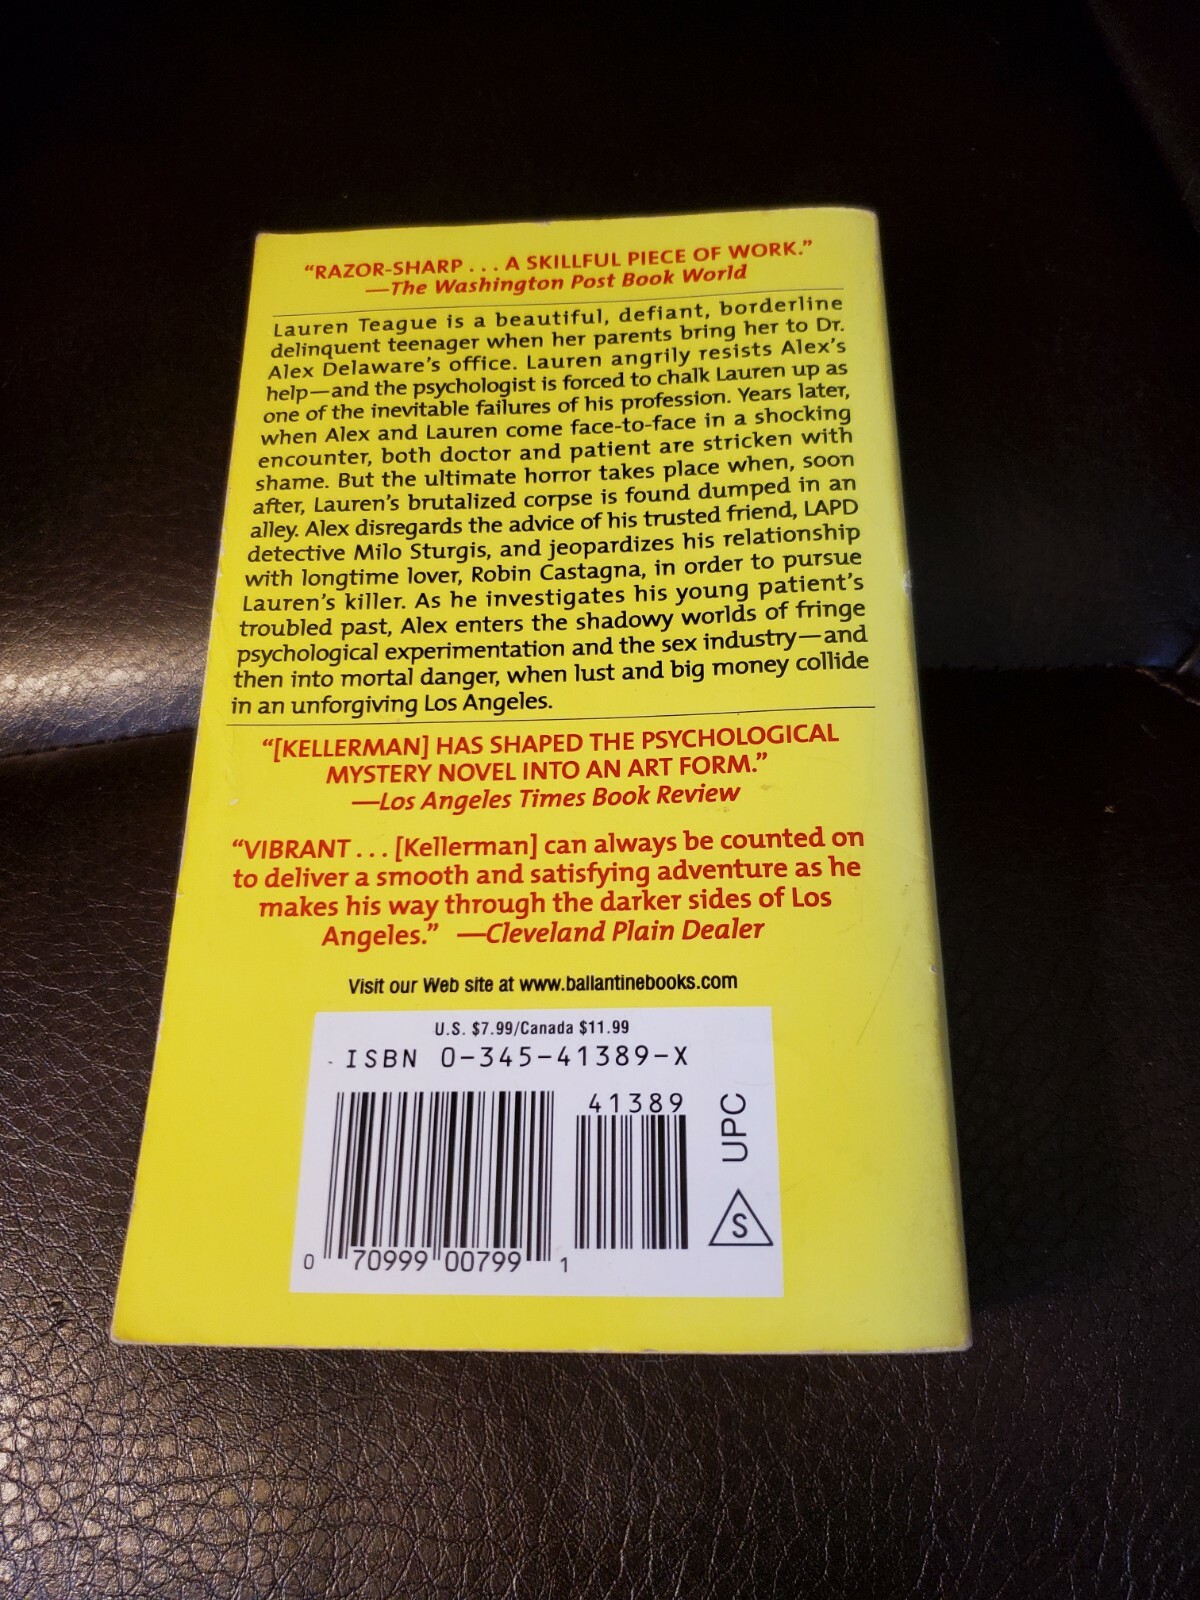 “RAZOR-SHARP . . . A SKILLFUL PIECE OF WORK.”
—The Washington Post Book World
Lauren Teague is a beautiful, defiant, borderline
delinquent teenager when her parents bring her to Dr.
Alex Delaware’s office. Lauren angrily resists Alex’s
help—and the psychologist is forced to chalk Lauren up as
one of the inevitable failures of his profession. Years later,
when Alex and Lauren come face-to-face in a shocking
encounter, both doctor and patient are stricken with
shame. But the ultimate horror takes place when, soon
after, Lauren’s brutalized corpse is found dumped in an
alley. Alex disregards the advice of his trusted friend, LAPD
detective Milo Sturgis, and jeopardizes his relationship
with longtime lover, Robin Castagna, in order to pursue
Lauren’s killer. As he investigates his young patient’s
troubled past, Alex enters the shadowy worlds of fringe
psychological experimentation and the sex industry—and
then into mortal danger, when lust and big money collide
in an unforgiving Los Angeles.
“[KELLERMAN] HAS SHAPED THE PSYCHOLOGICAL
MYSTERY NOVEL INTO AN ART FORM.”
—Los Angeles Times Book Review
“VIBRANT . . . [Kellerman] can always be counted on
to deliver a smooth and satisfying adventure as he
makes his way through the darker sides of Los
Angeles.” —Cleveland Plain Dealer
Visit our Web site at www.ballantinebooks.com
U.S. $7.99/Canada $11.99
ISBN 0-345-41389-X
41389
UPC
S
0 70999 00799 1